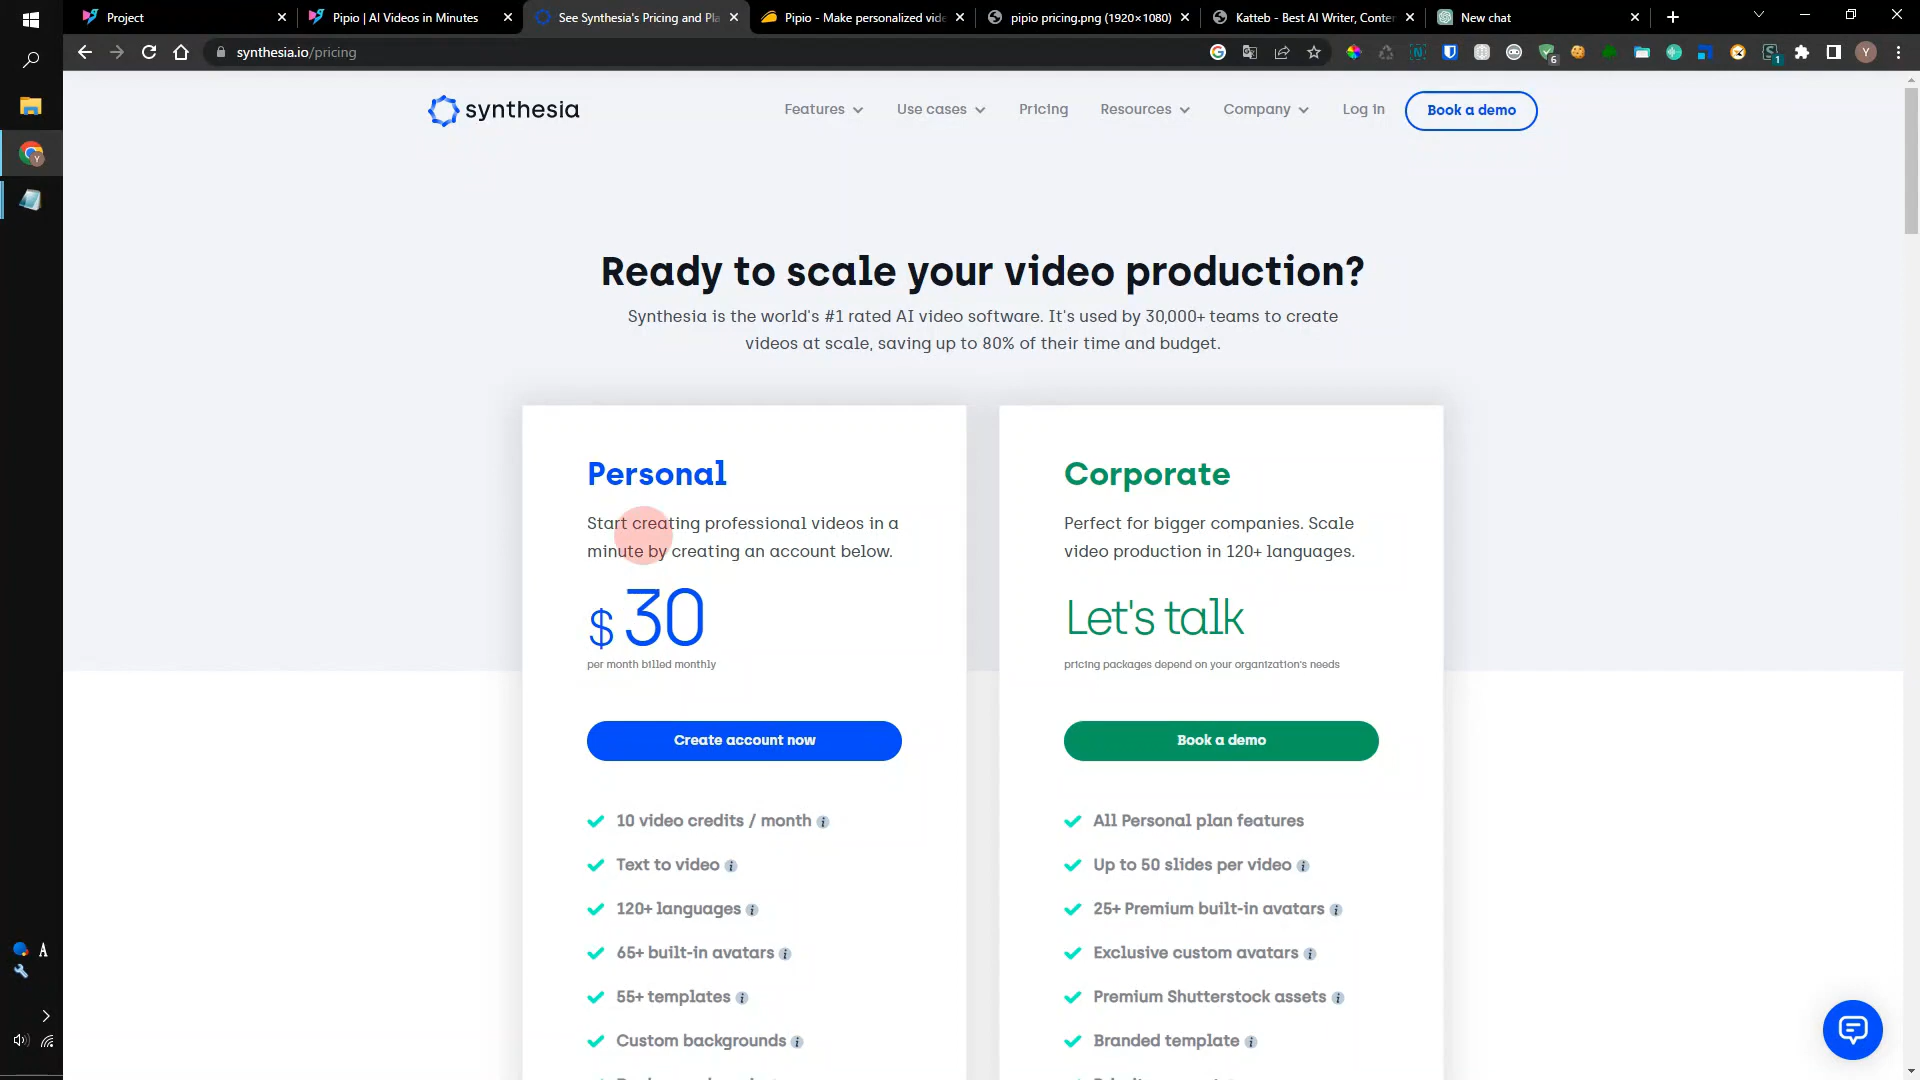 Project
Pipio | AI Videos in Minutes
See Synthesia's Pricing and Pla
Pipio - Make personalized vide
pipio pricing.png (1920×1080)
Katteb - Best AI Writer, Conter
New chat
synthesia.io/pricing
6
1
Y
synthesia
Features
Use cases
Pricing
Resources
Company
Log in
Book a demo
Ready to scale your video production?
Synthesia is the world's #1 rated AI video software. It's used by 30,000+ teams to create
videos at scale, saving up to 80% of their time and budget.
Personal
Start creating professional videos in a
minute by creating an account below.
$ 30
per month billed monthly
Create account now
10 video credits / month
Text to video
120+ languages
65+ built-in avatars
55+ templates
Custom backgrounds
Corporate
Perfect for bigger companies. Scale
video production in 120+ languages.
Let's talk
pricing packages depend on your organization's needs
Book a demo
All Personal plan features
Up to 50 slides per video
25+ Premium built-in avatars
Exclusive custom avatars
Premium Shutterstock assets
Branded template
A